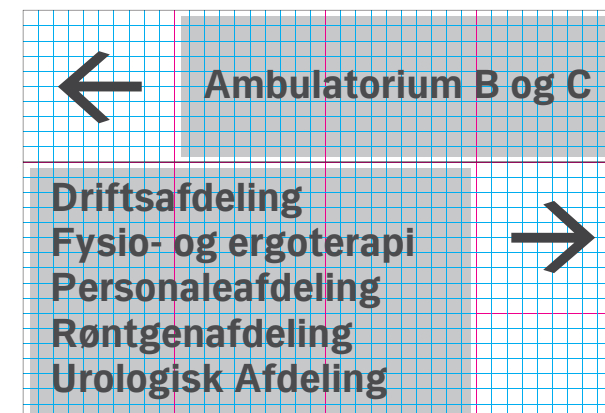 Ambulatorium B og C
Driftsafdeling
Fysio- og ergoterapi
Personaleafdeling
Røntgenafdeling
Urologisk Afdeling